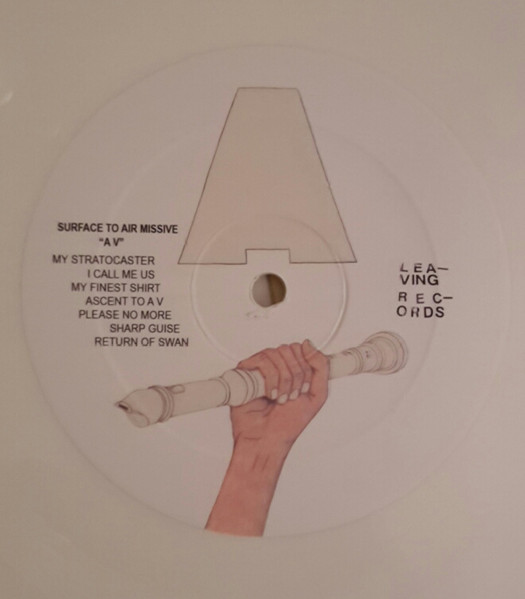 SURFACE TO AIR MISSIVE
"A V"
MY STRATOCASTER
I CALL ME US
MY FINEST SHIRT
ASCENT TO A V
PLEASE NO MORE
SHARP GUISE
RETURN OF SWAN
LEA—
VING
REC—
ORDS